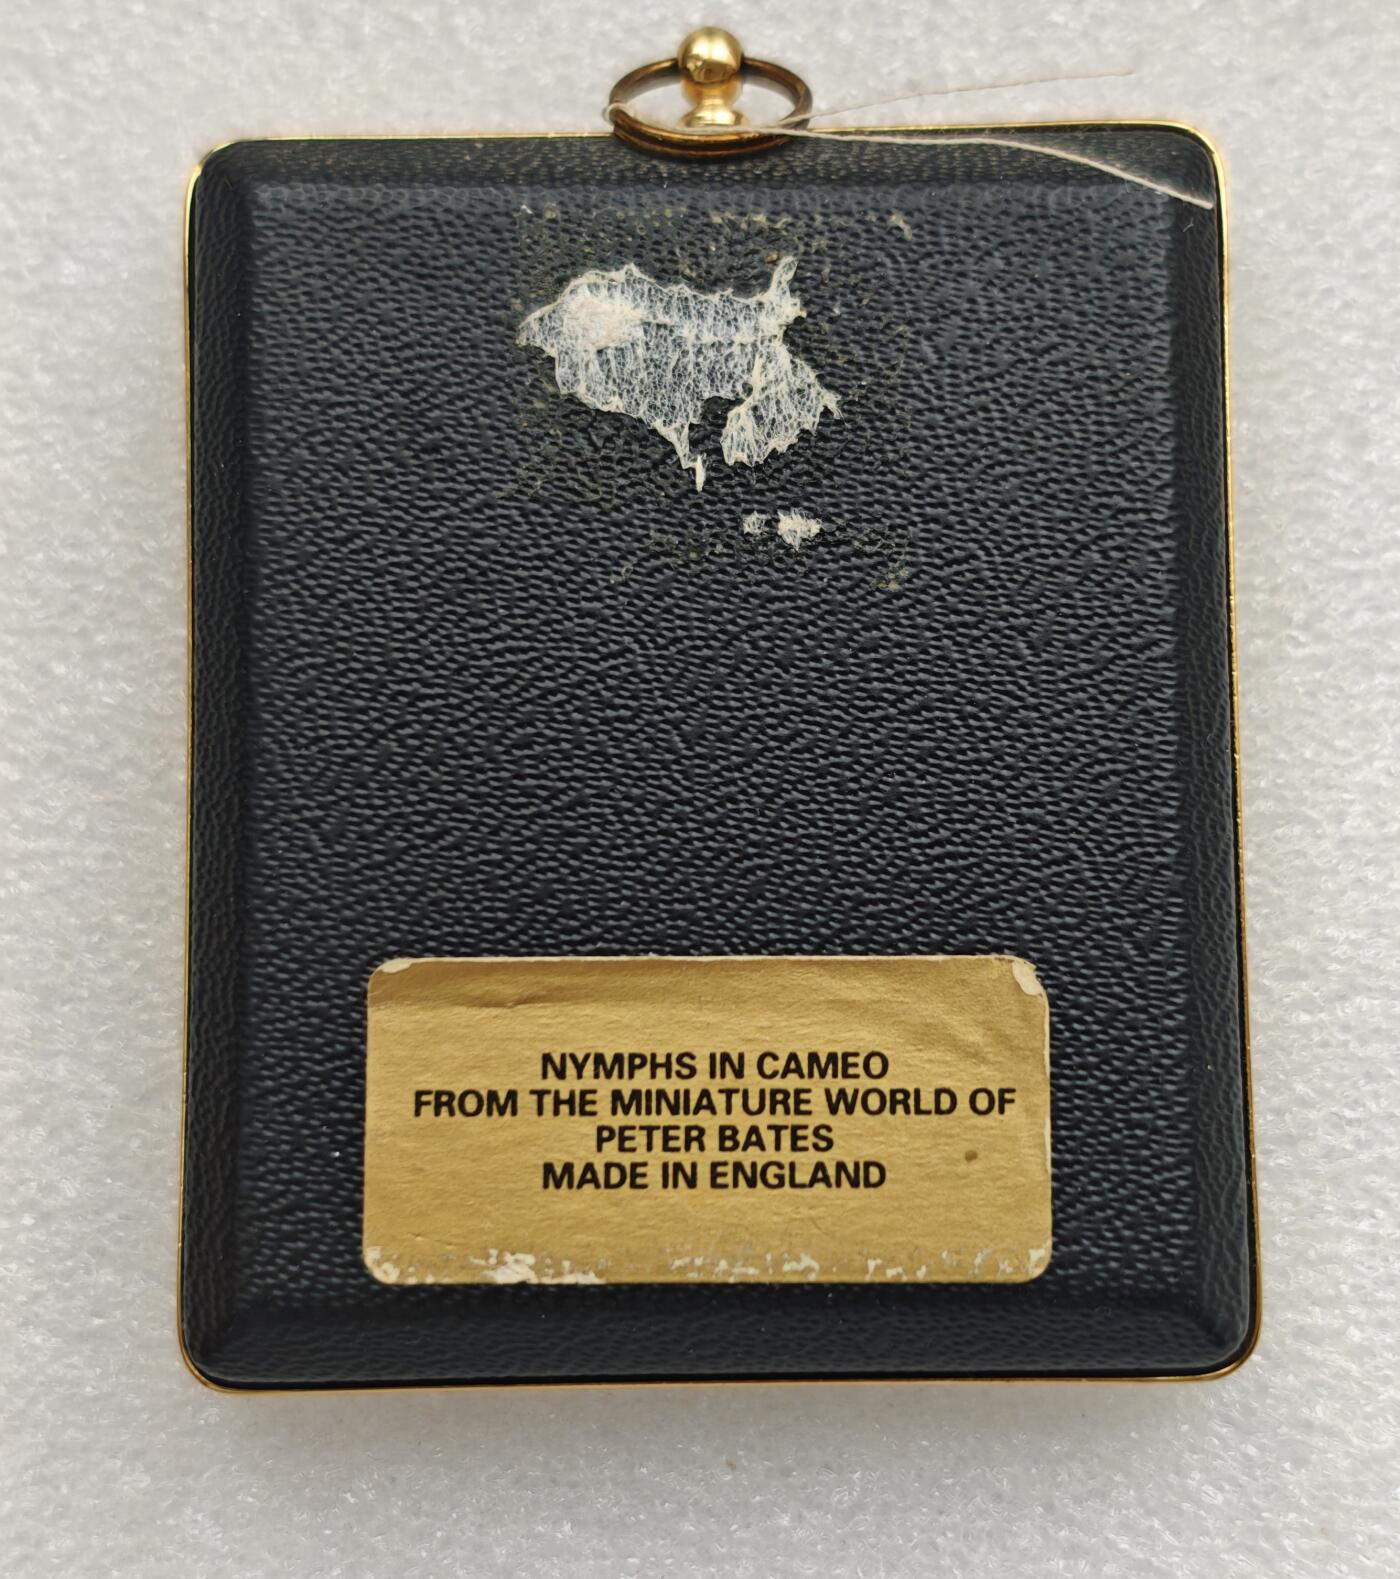 NYMPHS IN CAMEO
FROM THE MINIATURE WORLD OF
PETER BATES
MADE IN ENGLAND